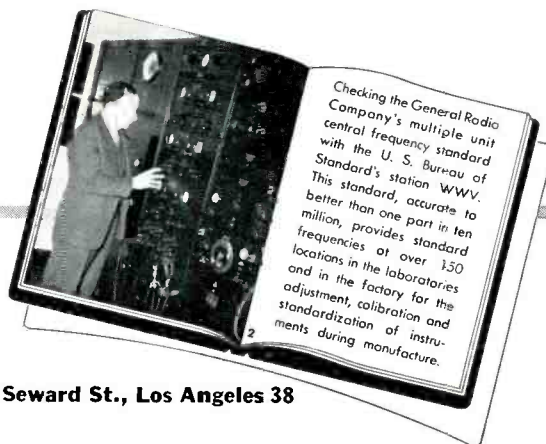 Checking the General Radio
Company's multiple unit
central frequency standard
with the U. S. Bureau of
Standard's station WWV.
This standard, accurate to
better than one part in ten
million, provides standard
frequencies at over 150
locations in the laboratories
and in the factory for the
adjustment, calibration and
standardization of instru-
ments during manufacture.
2
Seward St., Los Angeles 38